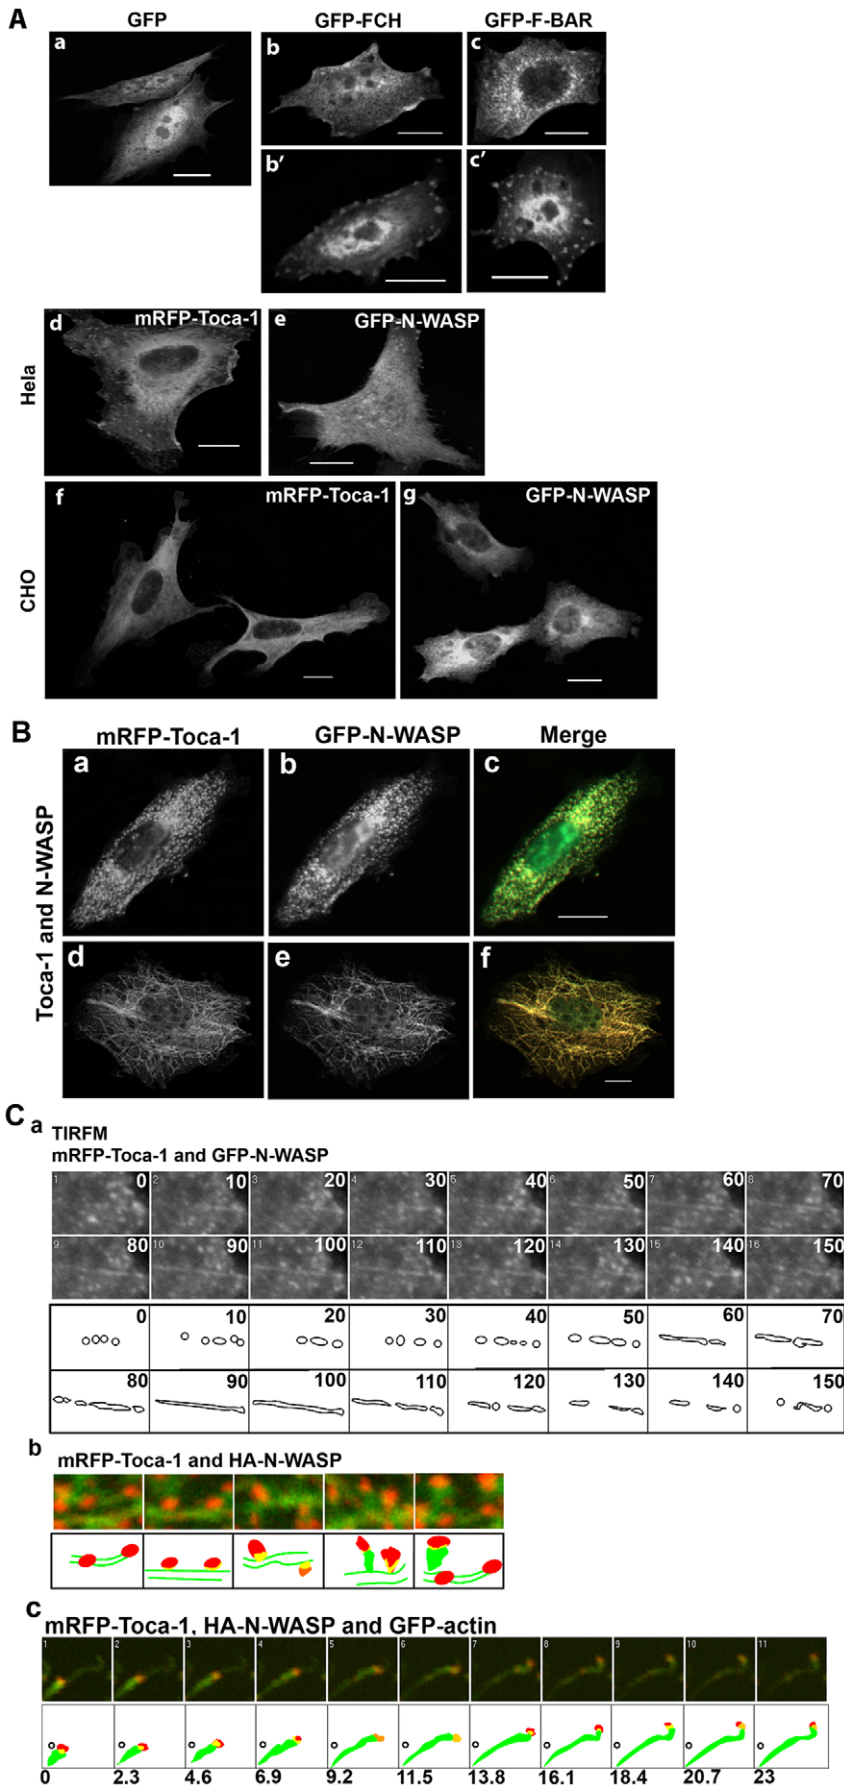 A
GFP
GFP-FCH
GFP-F-BAR
a
b
c
b'
c'
Hela
d
mRFP-Toca-1
e
GFP-N-WASP
CHO
f
mRFP-Toca-1
g
GFP-N-WASP
B
mRFP-Toca-1
GFP-N-WASP
Merge
Toca-1 and N-WASP
a
b
c
d
e
f
C
a
TIRFM
mRFP-Toca-1 and GFP-N-WASP
1 0 2 10 3 20 4 30 5 40 6 50 7 60 8 70
9 80 10 90 11 100 12 110 13 120 14 130 15 140 16 150
0 10 20 30 40 50 60 70
80 90 100 110 120 130 140 150
b
mRFP-Toca-1 and HA-N-WASP
c
mRFP-Toca-1, HA-N-WASP and GFP-actin
1 2 3 4 5 6 7 8 9 10 11
0 2.3 4.6 6.9 9.2 11.5 13.8 16.1 18.4 20.7 23